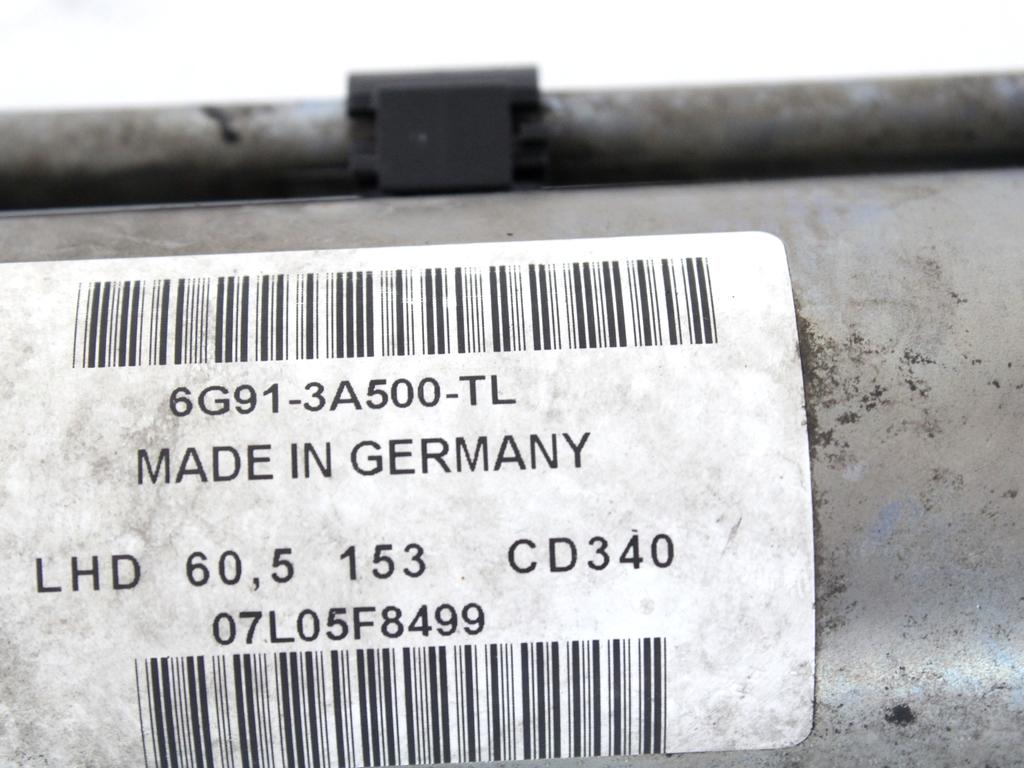 6G91-3A500-TL
MADE IN GERMANY
LHD 60,5 153 CD340
07L05F8499